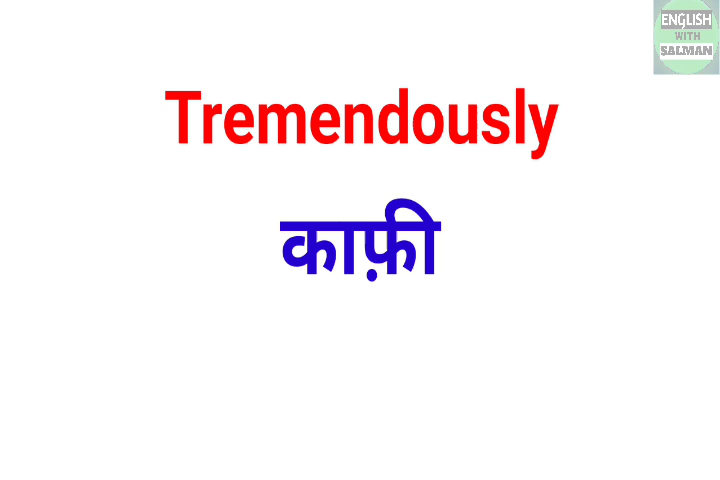 ENGLISH
WITH
SALMAN
Tremendously
काफ़ी